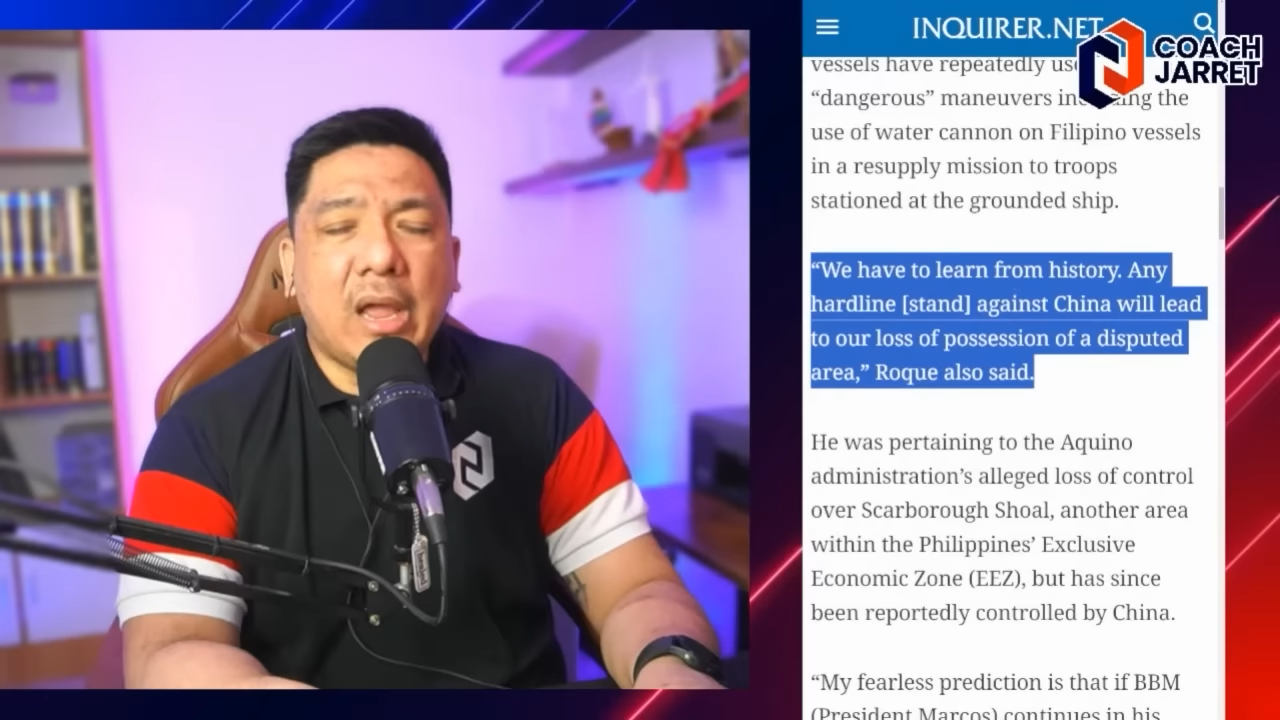 INQUIRER.NET
COACH
JARRET
vessels have repeatedly
“dangerous” maneuvers the
use of water cannon on Filipino vessels
in a resupply mission to troops
stationed at the grounded ship.
“We have to learn from history. Any
hardline [stand] against China will lead
to our loss of possession of a disputed
area,” Roque also said.
He was pertaining to the Aquino
administration’s alleged loss of control
over Scarborough Shoal, another area
within the Philippines’ Exclusive
Economic Zone (EEZ), but has since
been reportedly controlled by China.
“My fearless prediction is that if BBM
(President Marcos) continues in his